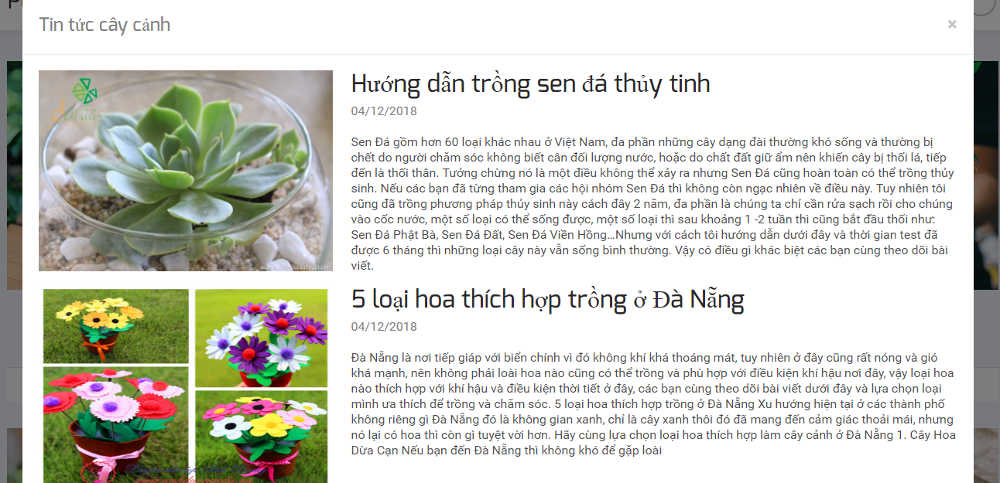 Tin tức cây cảnh
×
Sen đá
Hướng dẫn trồng sen đá thủy tinh
04/12/2018
Sen Đá gồm hơn 60 loại khác nhau ở Việt Nam, đa phần những cây dạng đài thường khó sống và thường bị
chết do người chăm sóc không biết cân đối lượng nước, hoặc do chất đất giữ ẩm nên khiến cây bị thối lá, tiếp
đến là thối thân. Tưởng chừng nó là một điều không thể xảy ra nhưng Sen Đá cũng hoàn toàn có thể trồng thủy
sinh. Nếu các bạn đã từng tham gia các hội nhóm Sen Đá thì không còn ngạc nhiên về điều này. Tuy nhiên tôi
cũng đã trồng phương pháp thủy sinh này cách đây 2 năm, đa phần là chúng ta chỉ cần rửa sạch rồi cho chúng
vào cốc nước, một số loại có thể sống được, một số loại thì sau khoảng 1 -2 tuần thì cũng bắt đầu thối như:
Sen Đá Phật Bà, Sen Đá Đất, Sen Đá Viền Hồng...Nhưng với cách tôi hướng dẫn dưới đây và thời gian test đã
được 6 tháng thì những loại cây này vẫn sống bình thường. Vậy có điều gì khác biệt các bạn cùng theo dõi bài
viết.
5 loại hoa thích hợp trồng ở Đà Nẵng
04/12/2018
Đà Nẵng là nơi tiếp giáp với biển chính vì đó không khí khá thoáng mát, tuy nhiên ở đây cũng rất nóng và gió
khá mạnh, nên không phải loài hoa nào cũng có thể trồng và phù hợp với điều kiện khí hậu nơi đây, vậy loại hoa
nào thích hợp với khí hậu và điều kiện thời tiết ở đây, các bạn cùng theo dõi bài viết dưới đây và lựa chọn loại
mình ưa thích để trồng và chăm sóc. 5 loại hoa thích hợp trồng ở Đà Nẵng Xu hướng hiện tại ở các thành phố
không riêng gì Đà Nẵng đó là không gian xanh, chỉ là cây xanh thôi đó đã mang đến cảm giác thoải mái, nhưng
nó lại có hoa thì còn gì tuyệt vời hơn. Hãy cùng lựa chọn loại hoa thích hợp làm cây cảnh ở Đà Nẵng 1. Cây Hoa
Dừa Cạn Nếu bạn đến Đà Nẵng thì không khó để gặp loài